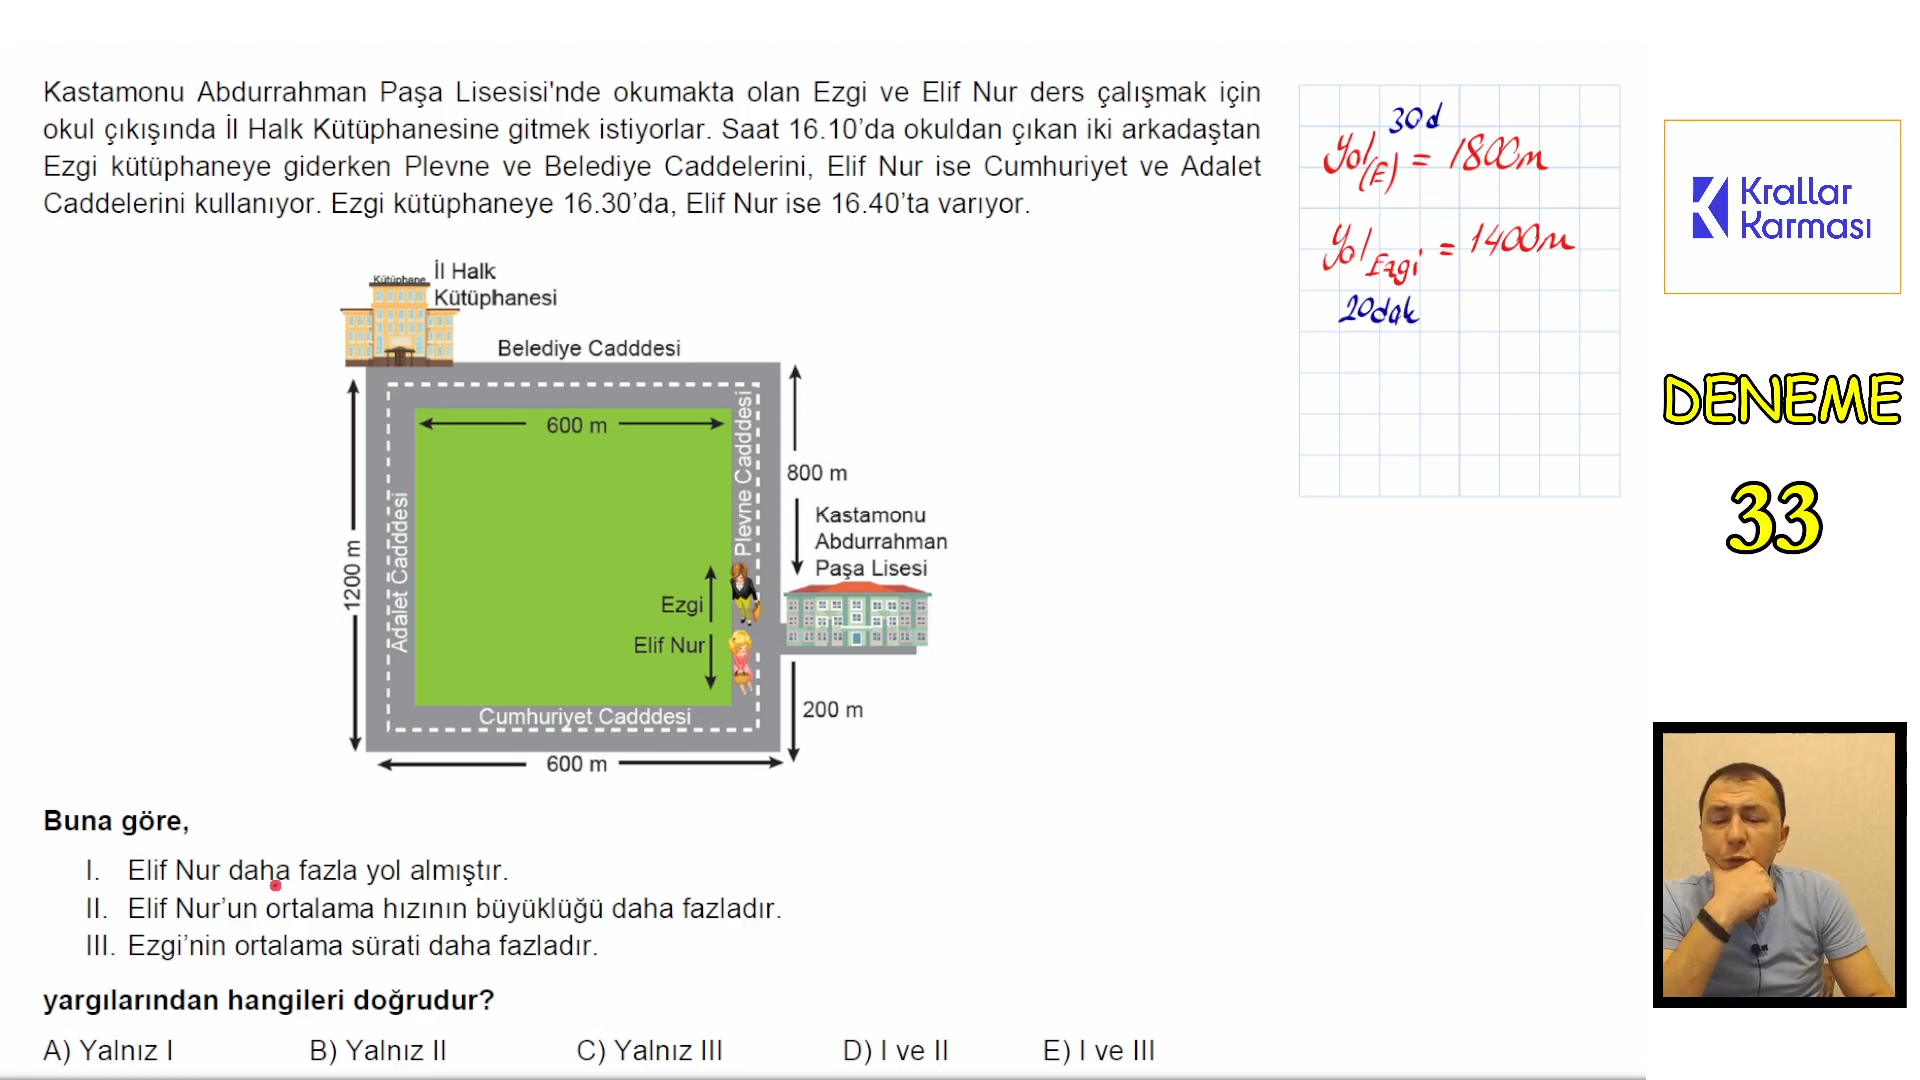 Kastamonu Abdurrahman Paşa Lisesisi'nde okumakta olan Ezgi ve Elif Nur ders çalışmak için
okul çıkışında İl Halk Kütüphanesine gitmek istiyorlar. Saat 16.10’da okuldan çıkan iki arkadaştan
Ezgi kütüphaneye giderken Plevne ve Belediye Caddelerini, Elif Nur ise Cumhuriyet ve Adalet
Caddelerini kullanıyor. Ezgi kütüphaneye 16.30’da, Elif Nur ise 16.40’ta varıyor.
Kütüphane
İl Halk
Kütüphanesi
Belediye Cadddesi
600 m
Plevne Cadddesi
800 m
Kastamonu
Abdurrahman
Paşa Lisesi
1200 m
Adalet Cadddesi
Ezgi
Elif Nur
Cumhuriyet Cadddesi
200 m
600 m
30d
Yol(E) = 1800m
Yol Ezgi = 1400m
20dak
Krallar
Karması
DENEME
33
Buna göre,
I. Elif Nur daha fazla yol almıştır.
II. Elif Nur’un ortalama hızının büyüklüğü daha fazladır.
III. Ezgi’nin ortalama sürati daha fazladır.
yargılarından hangileri doğrudur?
A) Yalnız I B) Yalnız II C) Yalnız III D) I ve II E) I ve III